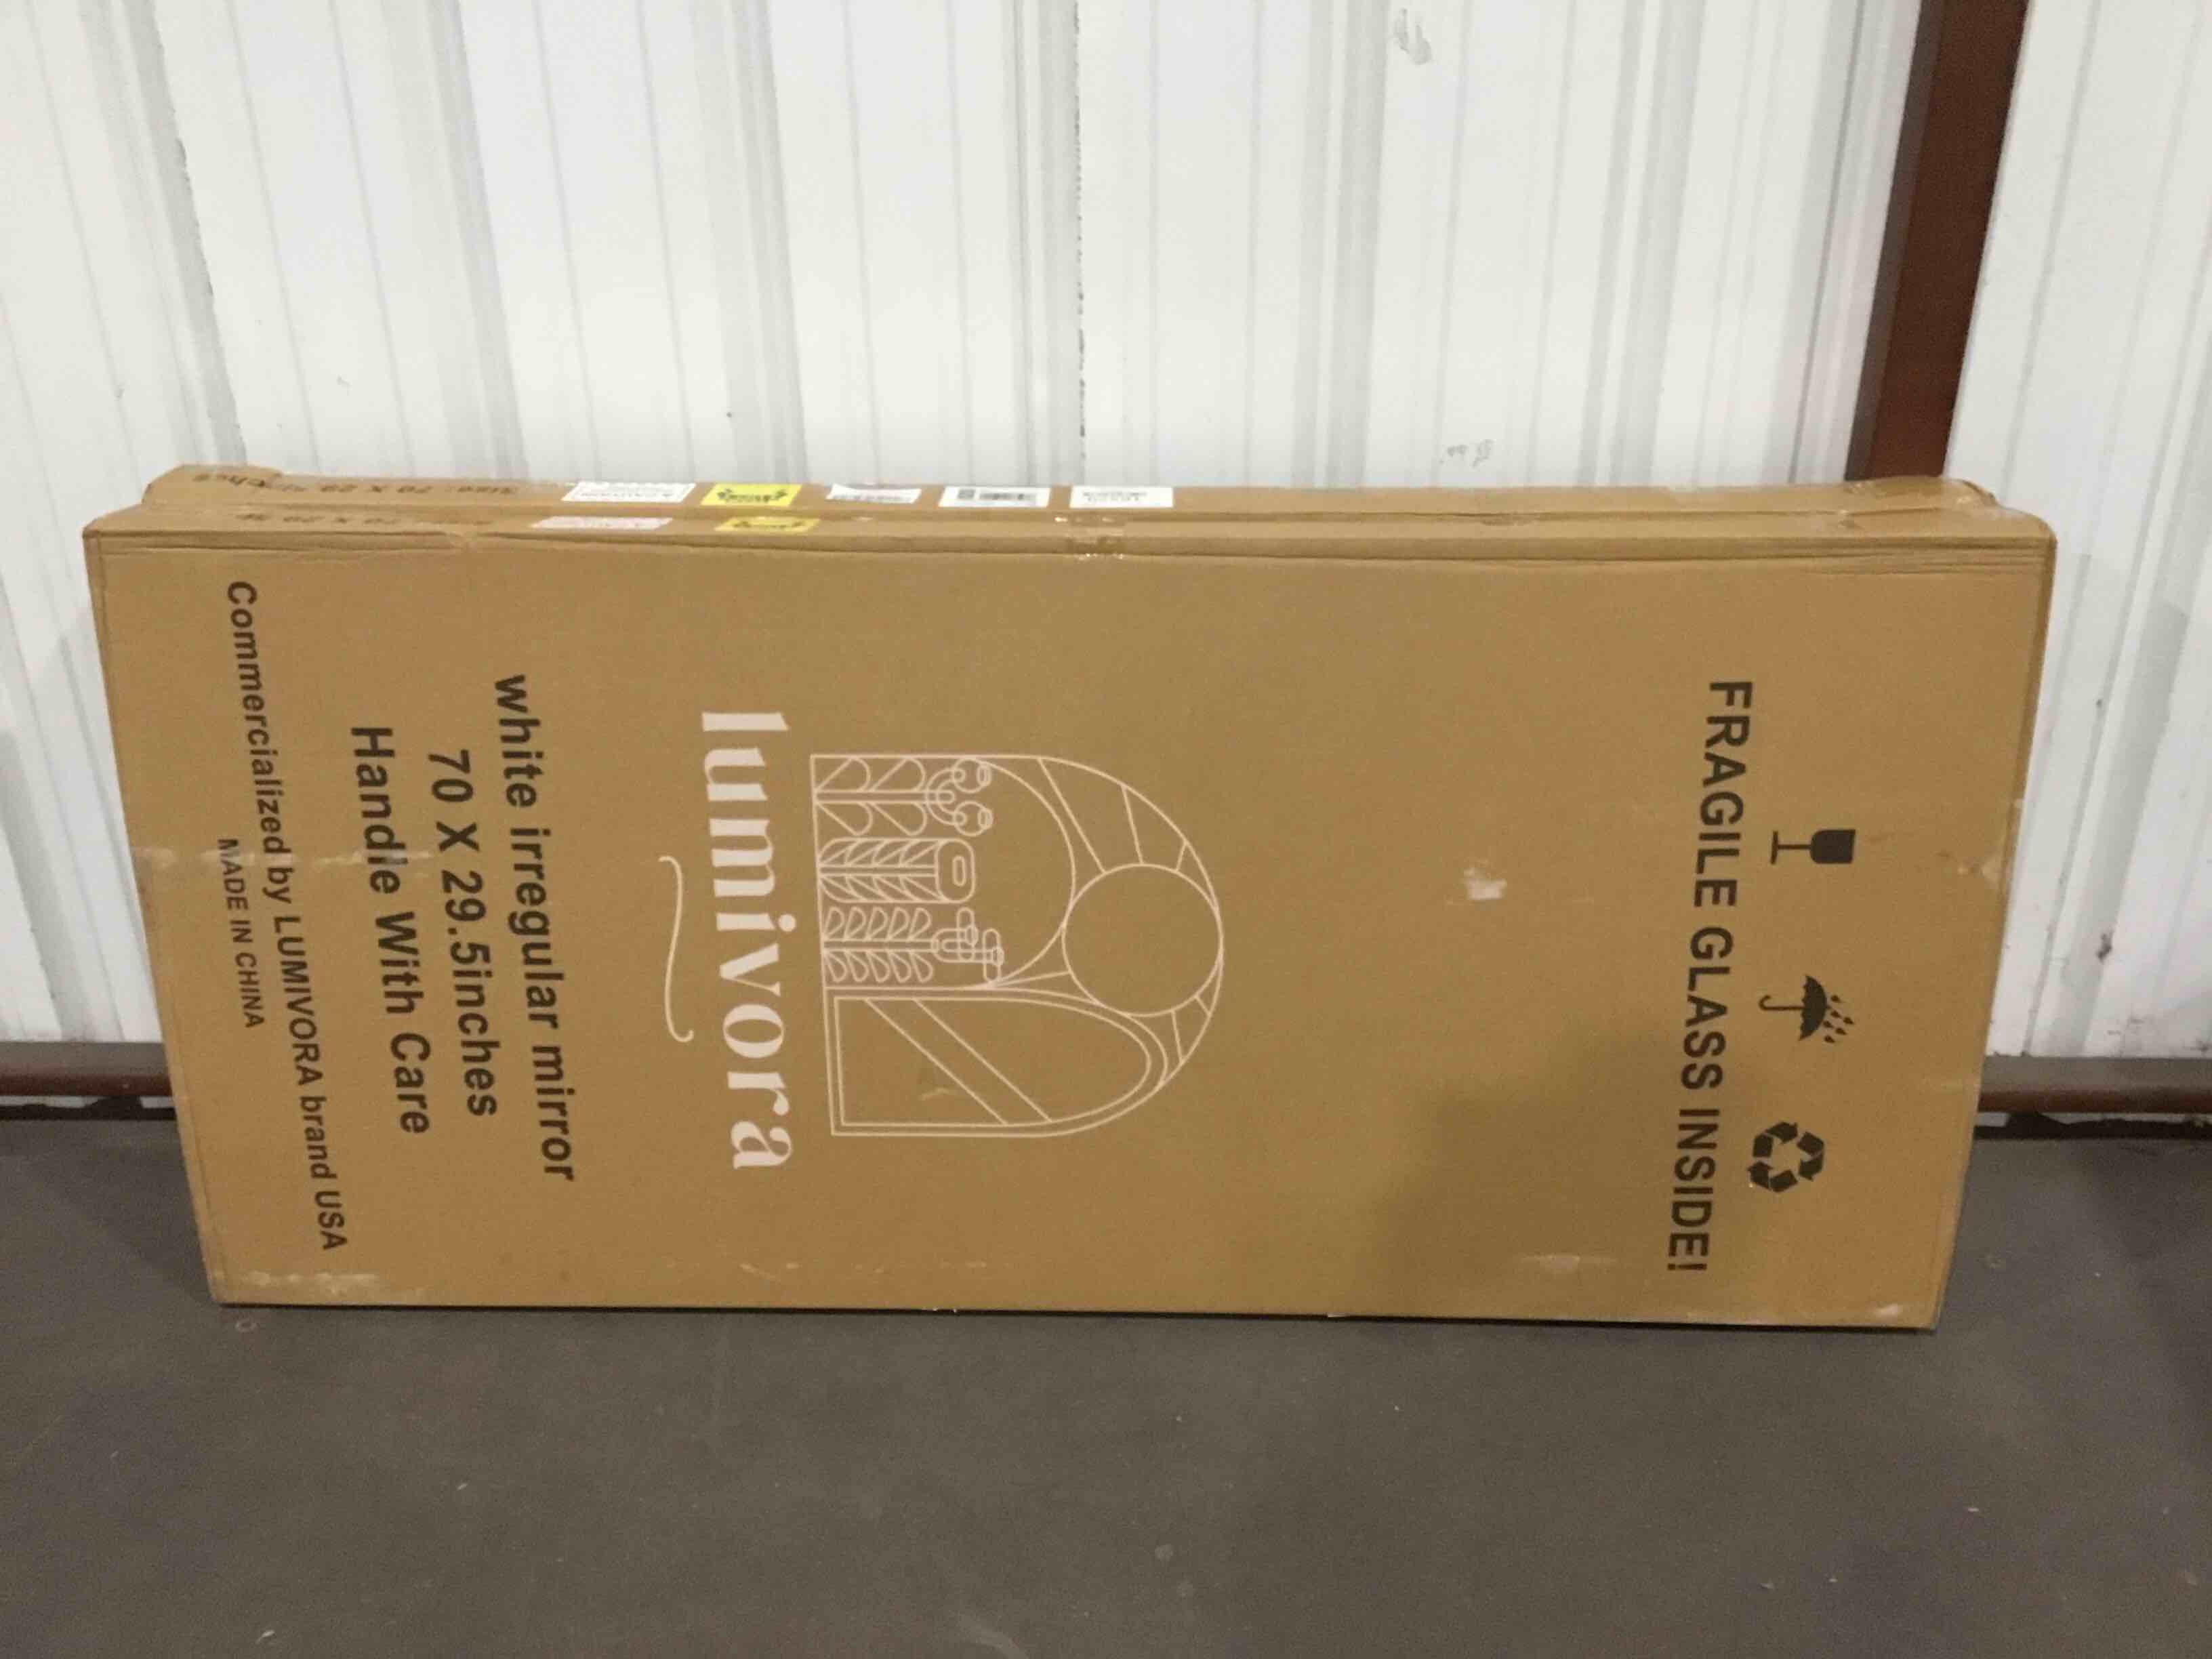 FRAGILE GLASS INSIDE!
lumivora
white irregular mirror
70 X 29.5inches
Handle With Care
Commercialized by LUMIVORA brand USA
MADE IN CHINA